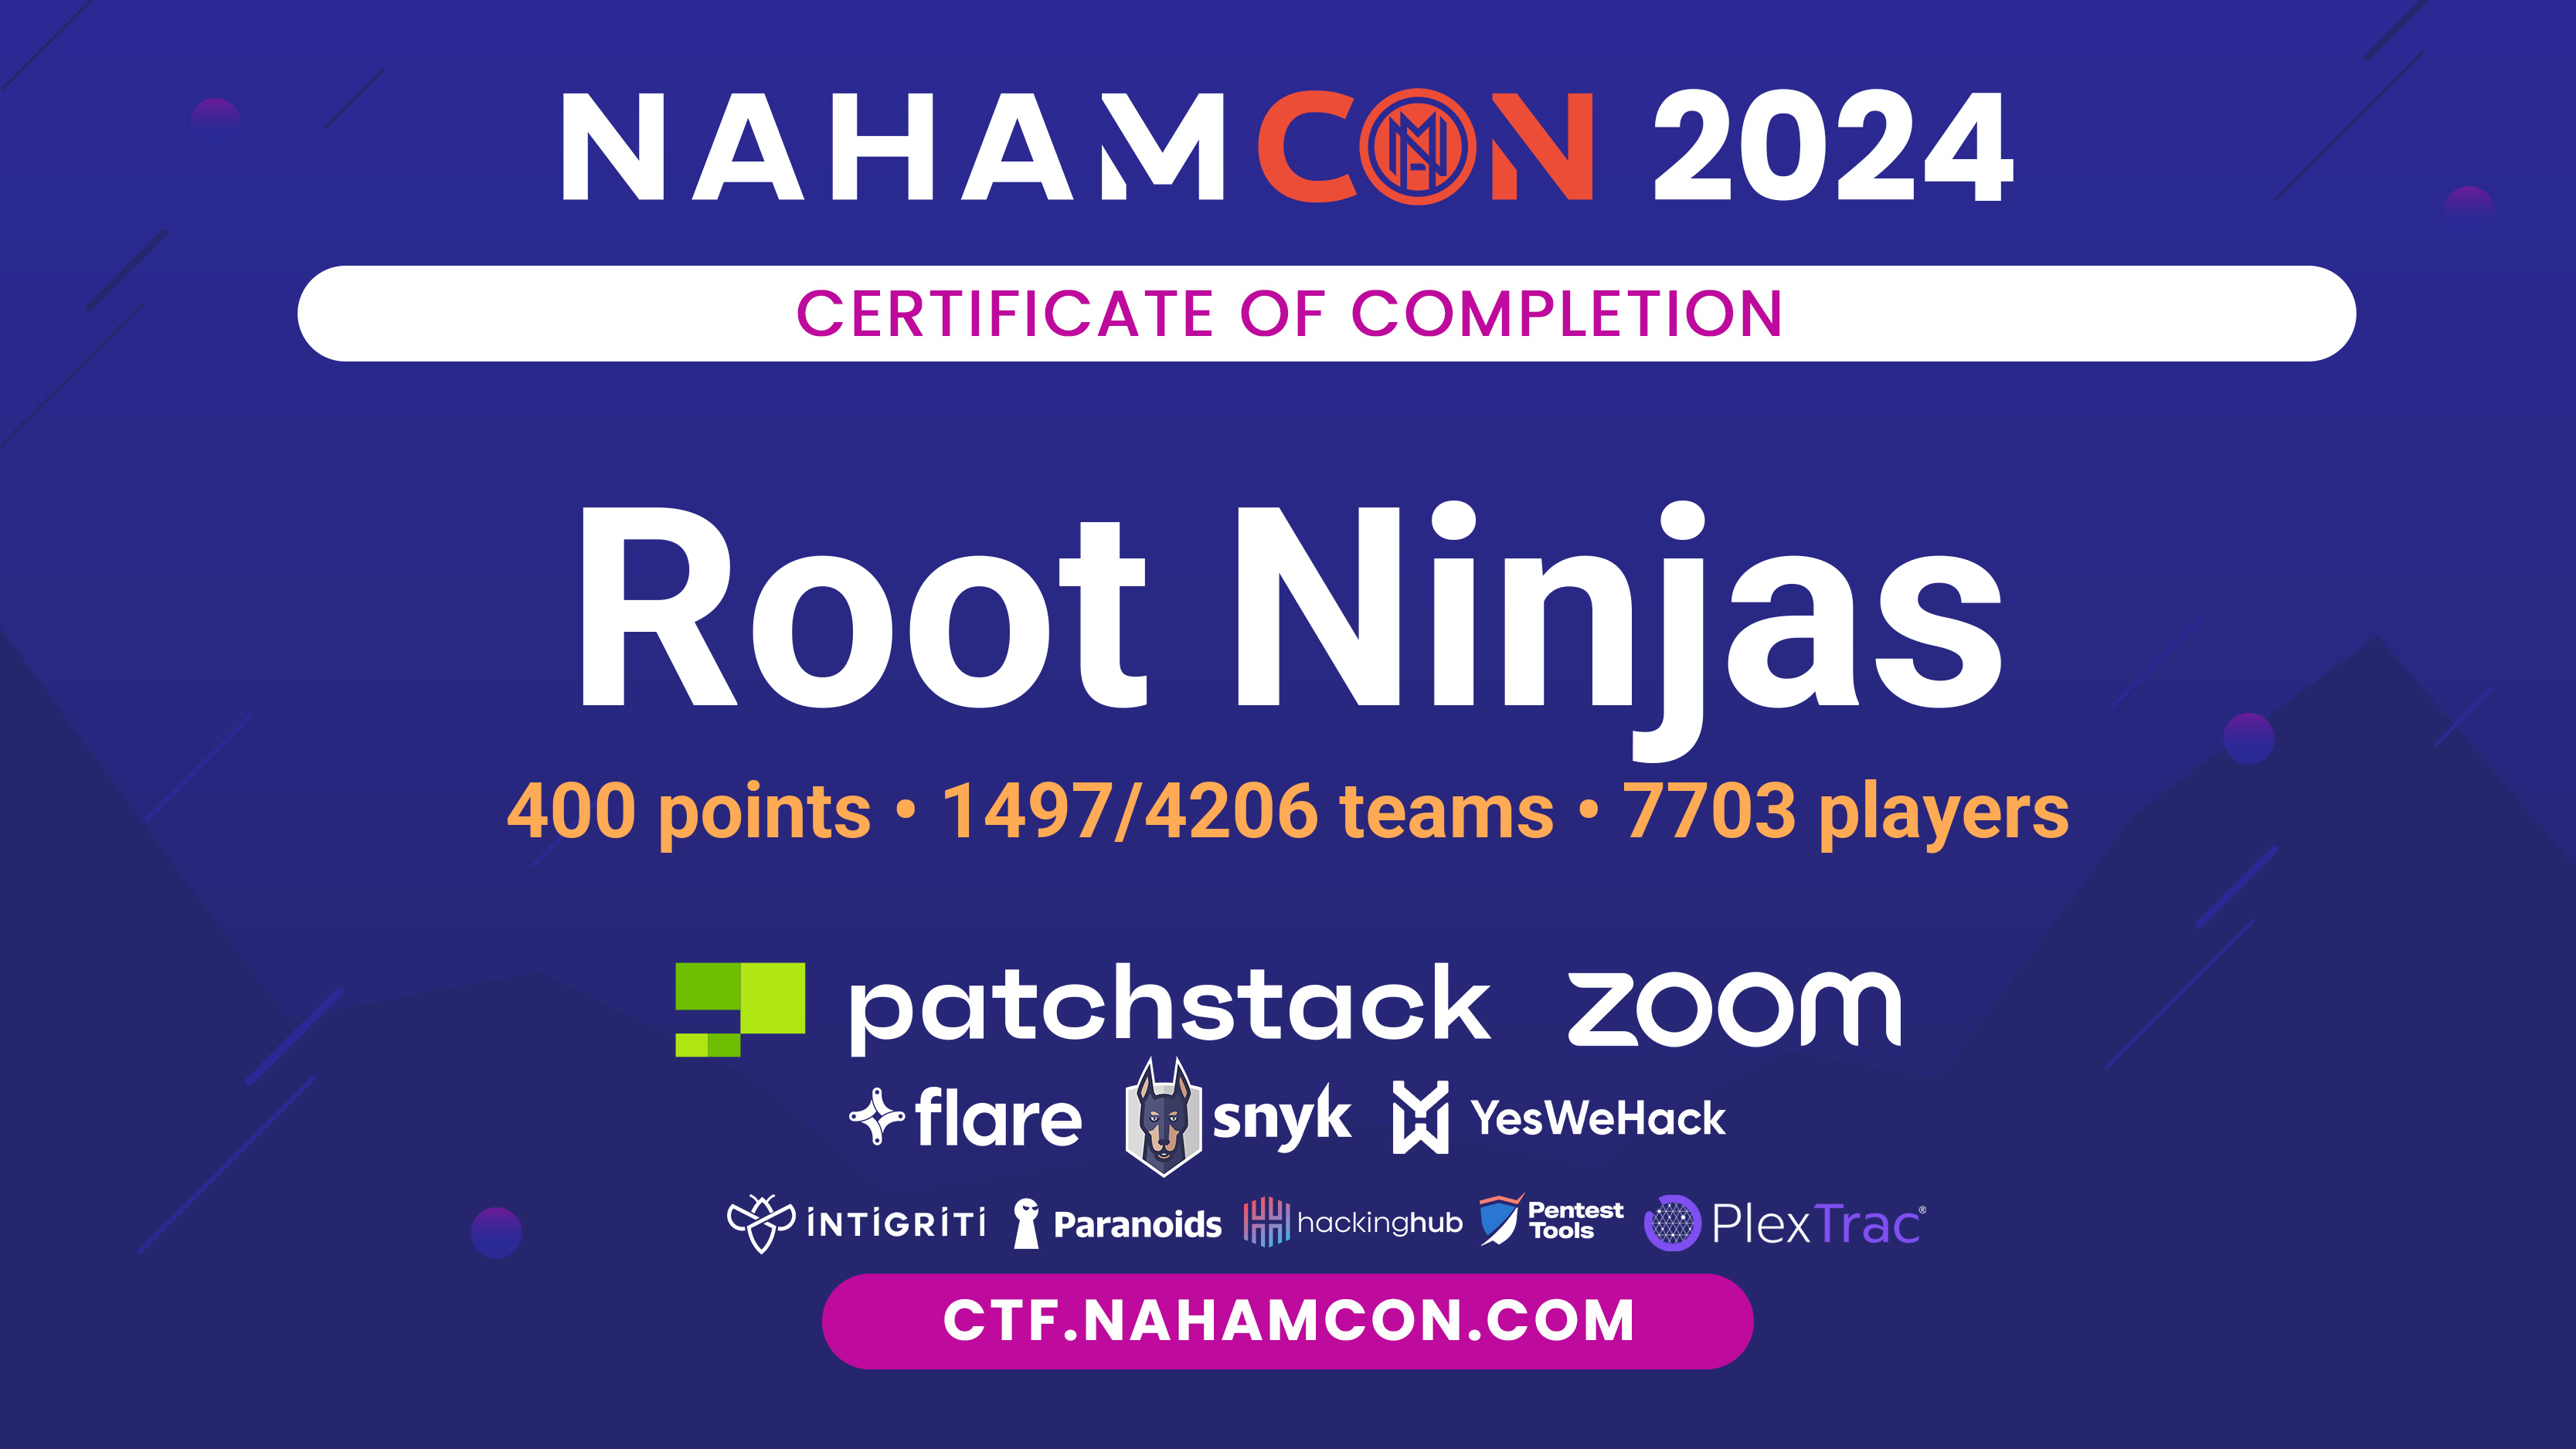 NAHAMCON 2024
CERTIFICATE OF COMPLETION
Root Ninjas
400 points • 1497/4206 teams • 7703 players
patchstack zoom
flare snyk YesWeHack
INTIGRITI Paranoids hackinghub Pentest Tools PlexTrac®
CTF.NAHAMCON.COM